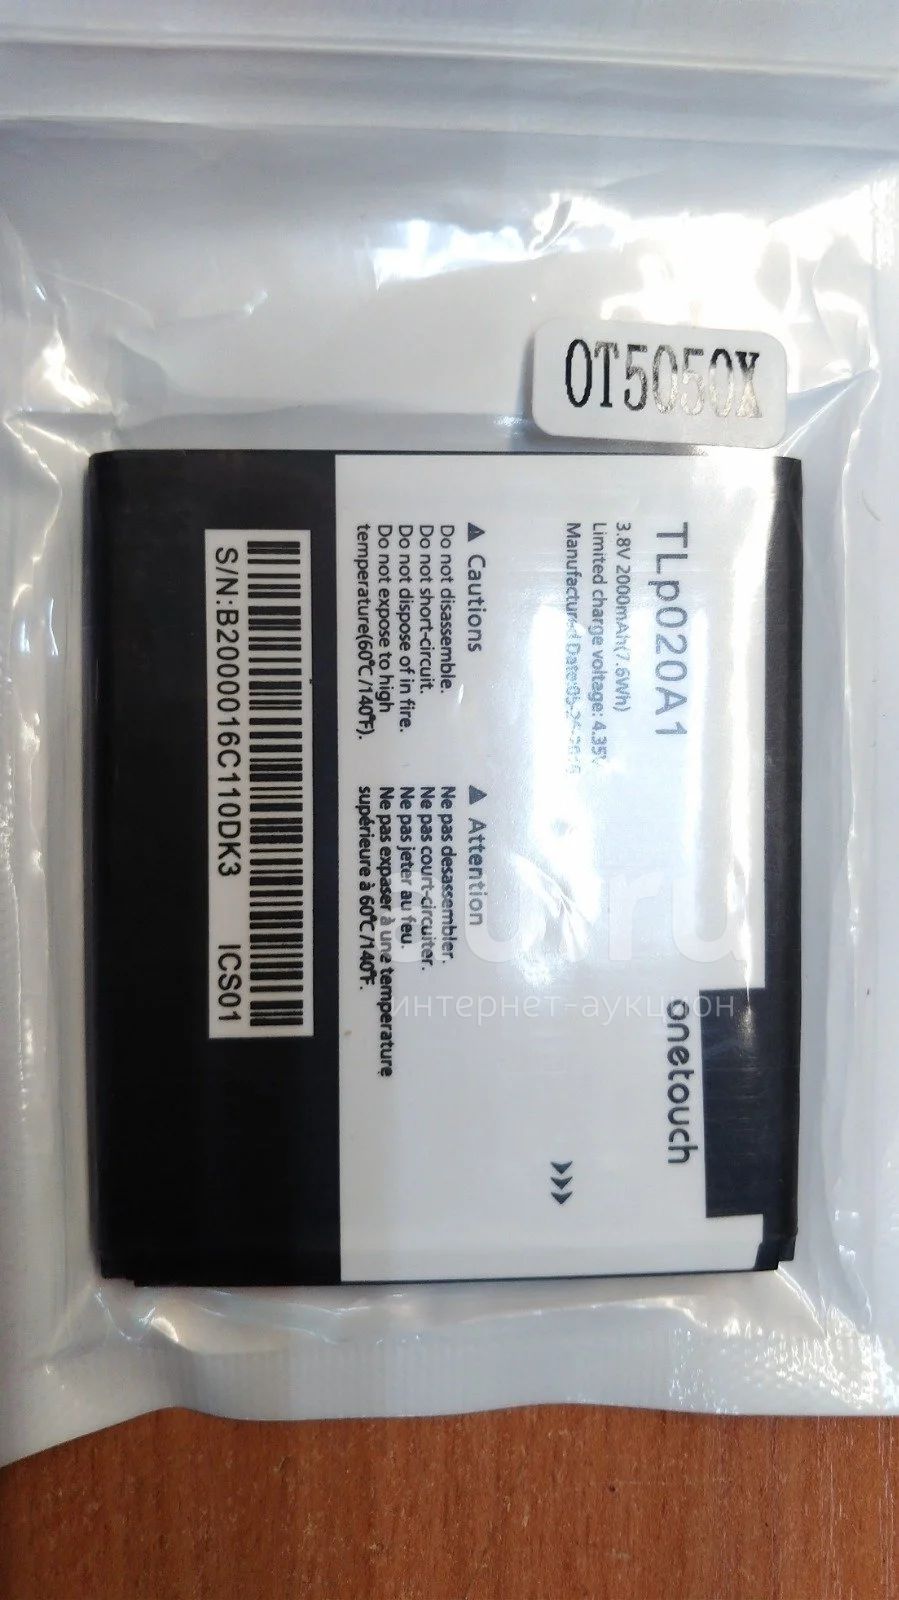 OT5050X
TLp020A1
3.8V 2000mAh(7.6Wh)
Limited charge voltage: 4.35V
Manufactured Date:
onetouch
Cautions
Do not disassemble.
Do not short-circuit.
Do not dispose of in fire.
Do not expose to high
temperature(60℃/140℉).
Attention
Ne pas desassembler.
Ne pas court-circuiter.
Ne pas jeter au feu.
Ne pas expaser à une temperature
supérieure à 60℃/140℉.
S/N:B2000016C110DK3 ICS01
интернет-аукцион